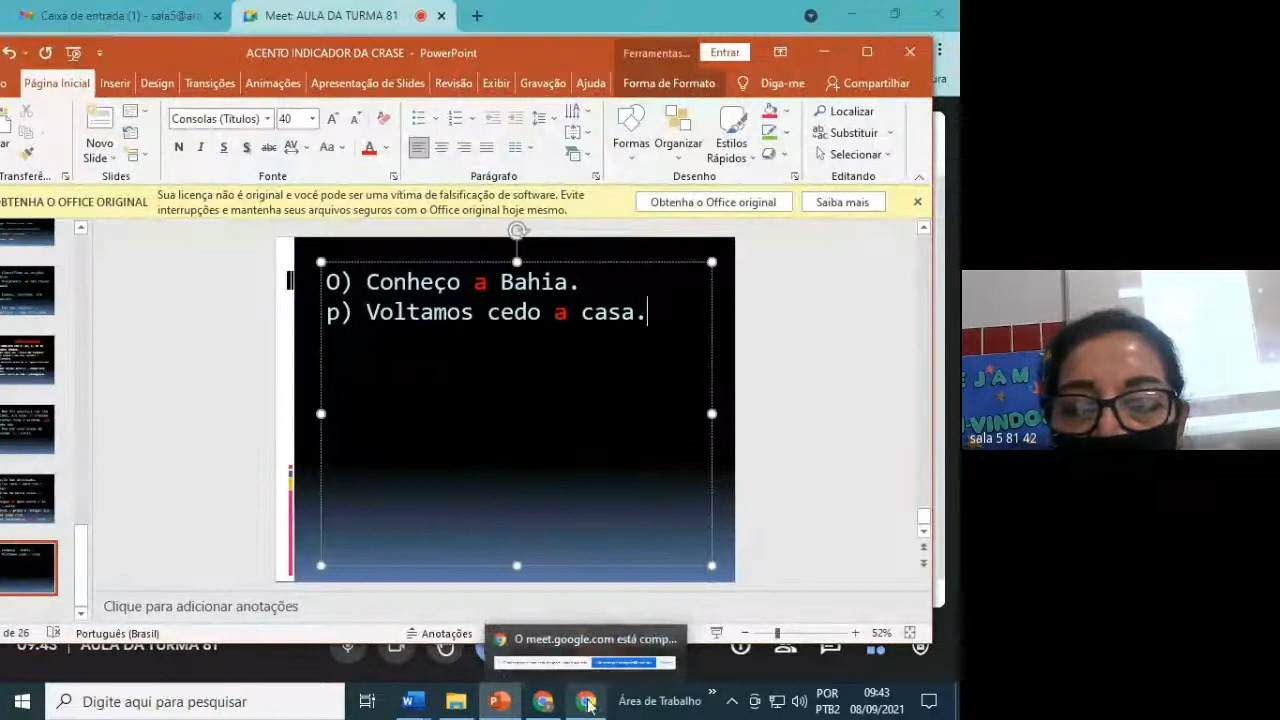 Caixa de entrada (1) - sala5@ara
Meet: AULA DA TURMA 81
ACENTO INDICADOR DA CRASE - PowerPoint
Ferramentas...
Entrar
Página Inicial
Inserir
Design
Transições
Animações
Apresentação de Slides
Revisão
Exibir
Gravação
Ajuda
Forma de Formato
Diga-me
Compartilhar
Consolas (Títulos)
40
Novo
Slide
Formas
Organizar
Estilos
Rápidos
Localizar
Substituir
Selecionar
Slides
Fonte
Parágrafo
Desenho
Editando
OBTENHA O OFFICE ORIGINAL
Sua licença não é original e você pode ser uma vítima de falsificação de software. Evite
interrupções e mantenha seus arquivos seguros com o Office original hoje mesmo.
Obtenha o Office original
Saiba mais
O) Conheço a Bahia.
p) Voltamos cedo a casa.
E J A M
M-VINDO
sala 5 81 42
Clique para adicionar anotações
de 26
Português (Brasil)
Anotações
52%
O meet.google.com está comp...
09:43
AULA DA TURMA 81
Digite aqui para pesquisar
Área de Trabalho
POR
PTB2
09:43
08/09/2021